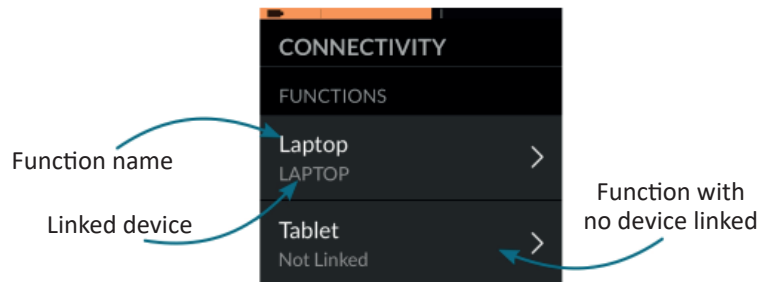 CONNECTIVITY
FUNCTIONS
Laptop
LAPTOP
Function name
Linked device
Tablet
Not Linked
Function with
no device linked